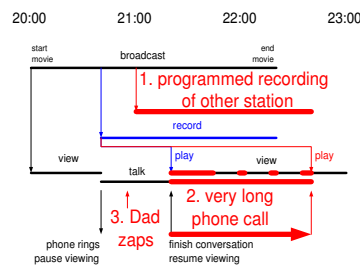 20:00 21:00 22:00 23:00
start
movie
broadcast
end
movie
1. programmed recording
of other station
record
play
play
view
view
talk
2. very long
phone call
3. Dad
zaps
phone rings
pause viewing
finish conversation
resume viewing